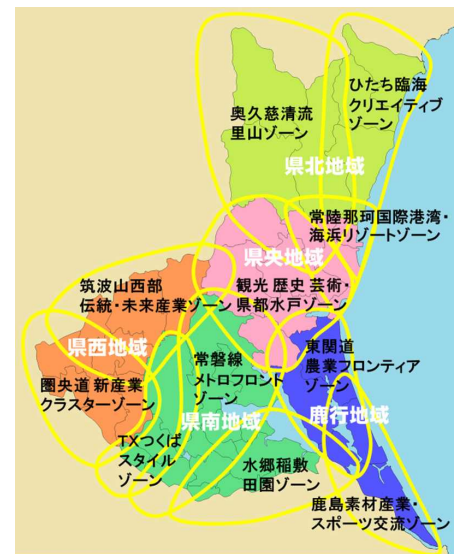 ひたち臨海
クリエイティブ
ゾーン
奥久慈清流
里山ゾーン
県北地域
常陸那珂国際港湾・
海浜リゾートゾーン
県央地域
筑波山西部
伝統・未来産業ゾーン
観光 歴史 芸術・
県都水戸ゾーン
県西地域
常磐線
メトロフロント
ゾーン
東関道
農業フロンティア
ゾーン
圏央道 新産業
クラスターゾーン
県南地域
鹿行地域
TXつくば
スタイル
ゾーン
水郷稲敷
田園ゾーン
鹿島素材産業・
スポーツ交流ゾーン